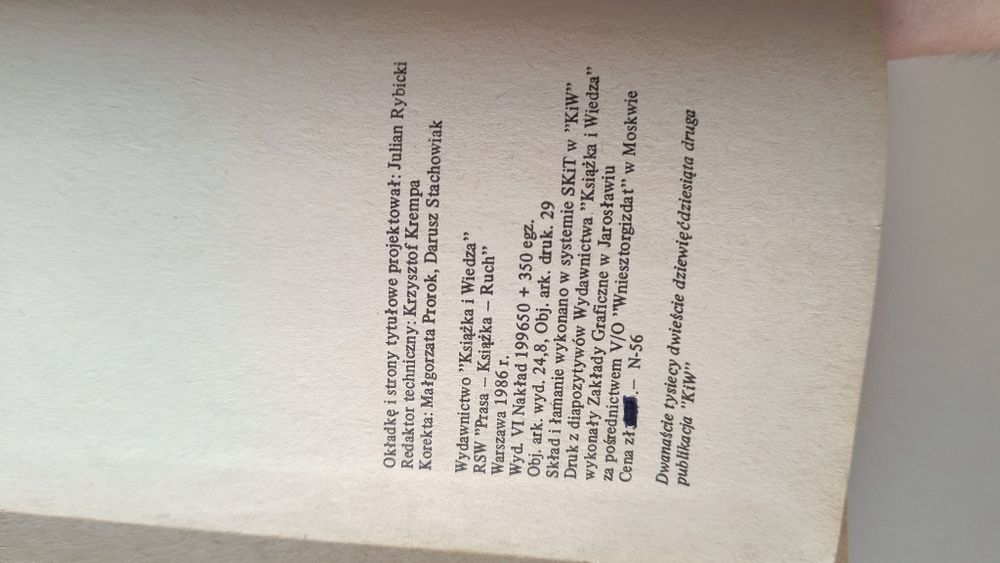 Okładkę i strony tytułowe projektował: Julian Rybicki
Redaktor techniczny: Krzysztof Krempa
Korekta: Małgorzata Prorok, Darusz Stachowiak
Wydawnictwo "Książka i Wiedza"
RSW "Prasa – Książka – Ruch"
Warszawa 1986 r.
Wyd. VI. Nakład 199650 + 350 egz.
Obj. ark. wyd. 24,8, Obj. ark. druk. 29
Skład i łamanie wykonano w systemie SKiT w "KiW"
Druk z diapozytywów Wydawnictwa "Książka i Wiedza"
wykonały Zakłady Graficzne w Jarosławiu
za pośrednictwem V/O "Wniesztorgizdat" w Moskwie
Cena zł .– N-56
Dwanaście tysięcy dwieście dziewięćdziesiąta druga
publikacja "KiW"